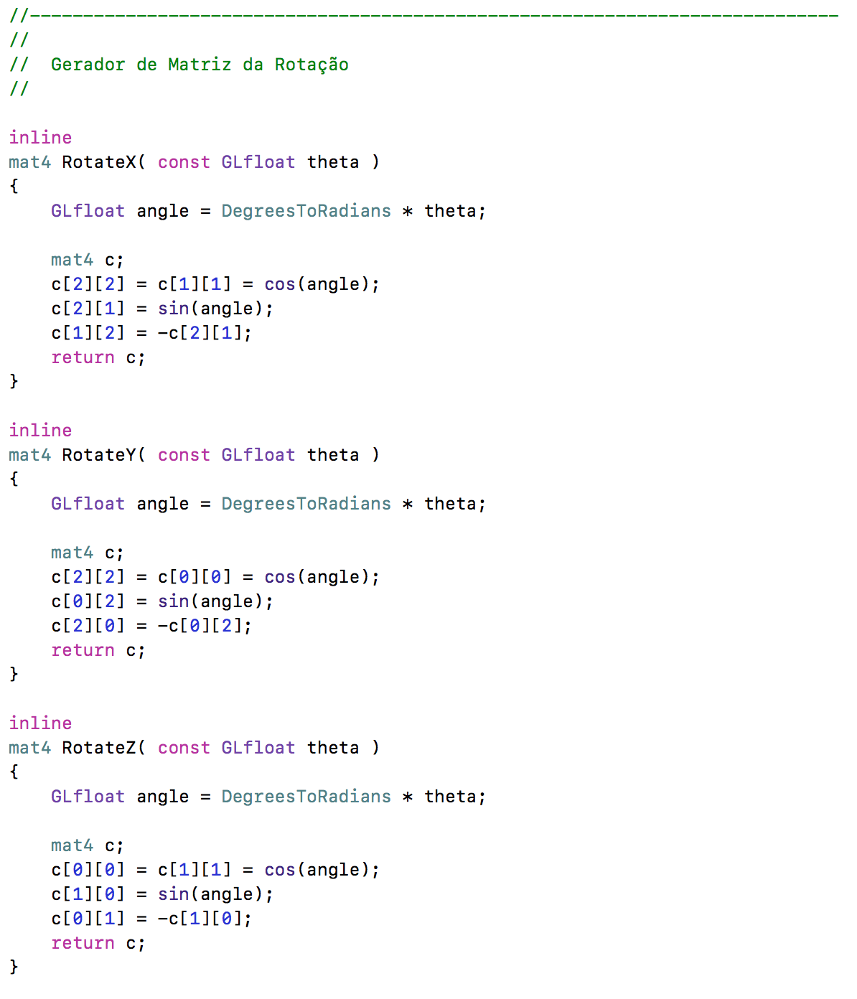 //----------------------------------------------------------------------------
//
//  Gerador de Matriz da Rotação
//

inline
mat4 RotateX( const GLfloat theta )
{
    GLfloat angle = DegreesToRadians * theta;

    mat4 c;
    c[2][2] = c[1][1] = cos(angle);
    c[2][1] = sin(angle);
    c[1][2] = -c[2][1];
    return c;
}

inline
mat4 RotateY( const GLfloat theta )
{
    GLfloat angle = DegreesToRadians * theta;

    mat4 c;
    c[2][2] = c[0][0] = cos(angle);
    c[0][2] = sin(angle);
    c[2][0] = -c[0][2];
    return c;
}

inline
mat4 RotateZ( const GLfloat theta )
{
    GLfloat angle = DegreesToRadians * theta;

    mat4 c;
    c[0][0] = c[1][1] = cos(angle);
    c[1][0] = sin(angle);
    c[0][1] = -c[1][0];
    return c;
}